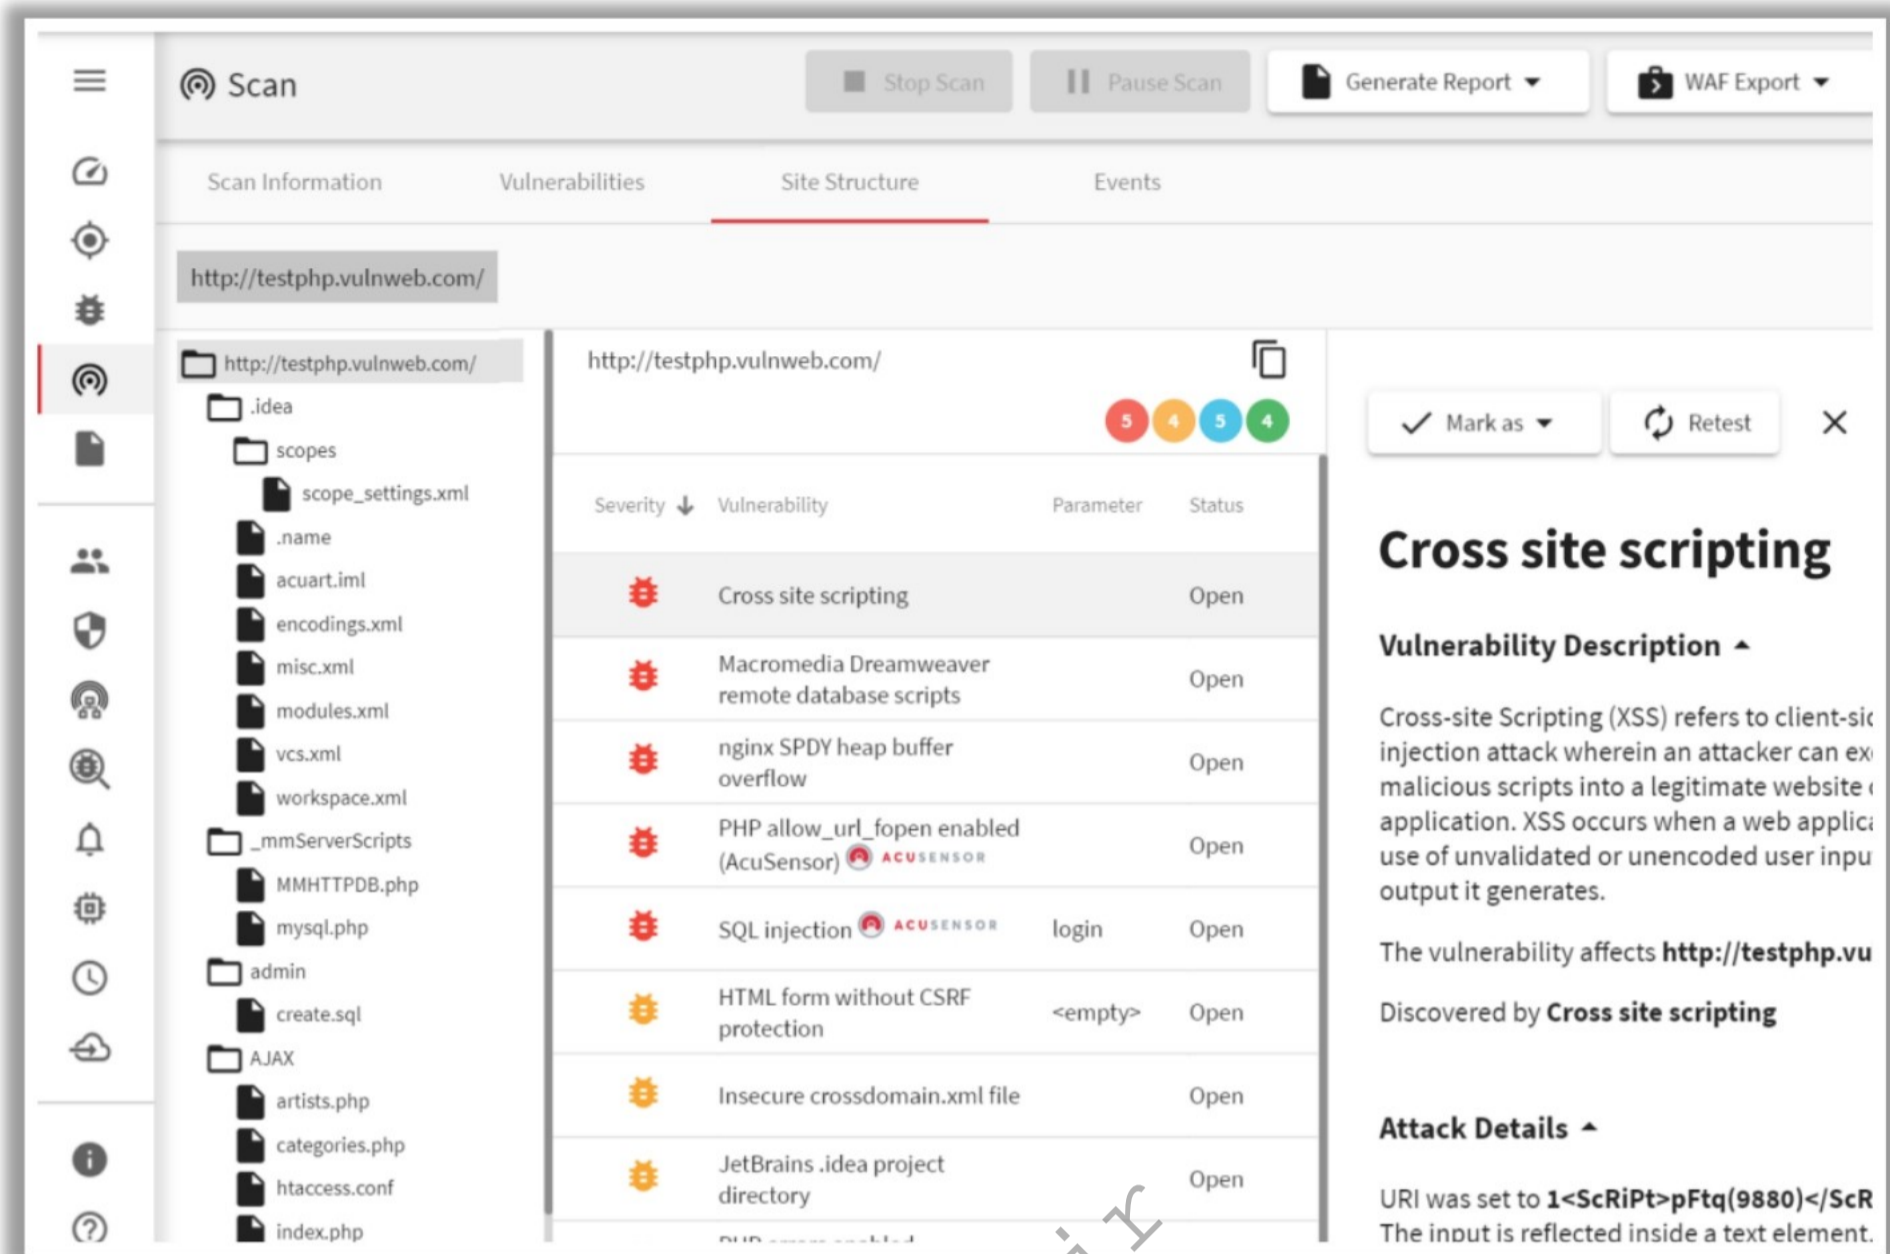 Scan
Stop Scan
Pause Scan
Generate Report
WAF Export
Scan Information
Vulnerabilities
Site Structure
Events
http://testphp.vulnweb.com/
http://testphp.vulnweb.com/
.idea
scopes
scope_settings.xml
.name
acuart.iml
encodings.xml
misc.xml
modules.xml
vcs.xml
workspace.xml
_mmServerScripts
MMHTTPDB.php
mysql.php
admin
create.sql
AJAX
artists.php
categories.php
htaccess.conf
index.php
http://testphp.vulnweb.com/
5 4 5 4
Severity Vulnerability Parameter Status
Cross site scripting Open
Macromedia Dreamweaver
remote database scripts Open
nginx SPDY heap buffer
overflow Open
PHP allow_url_fopen enabled
(AcuSensor) ACUSENSOR Open
SQL injection ACUSENSOR login Open
HTML form without CSRF
protection <empty> Open
Insecure crossdomain.xml file Open
JetBrains .idea project
directory Open
Mark as
Retest
Cross site scripting
Vulnerability Description
Cross-site Scripting (XSS) refers to client-sid
injection attack wherein an attacker can exe
malicious scripts into a legitimate website
application. XSS occurs when a web applica
use of unvalidated or unencoded user input
output it generates.
The vulnerability affects http://testphp.vu
Discovered by Cross site scripting
Attack Details
URI was set to 1<ScRiPt>pFtq(9880)</ScR
The input is reflected inside a text element.